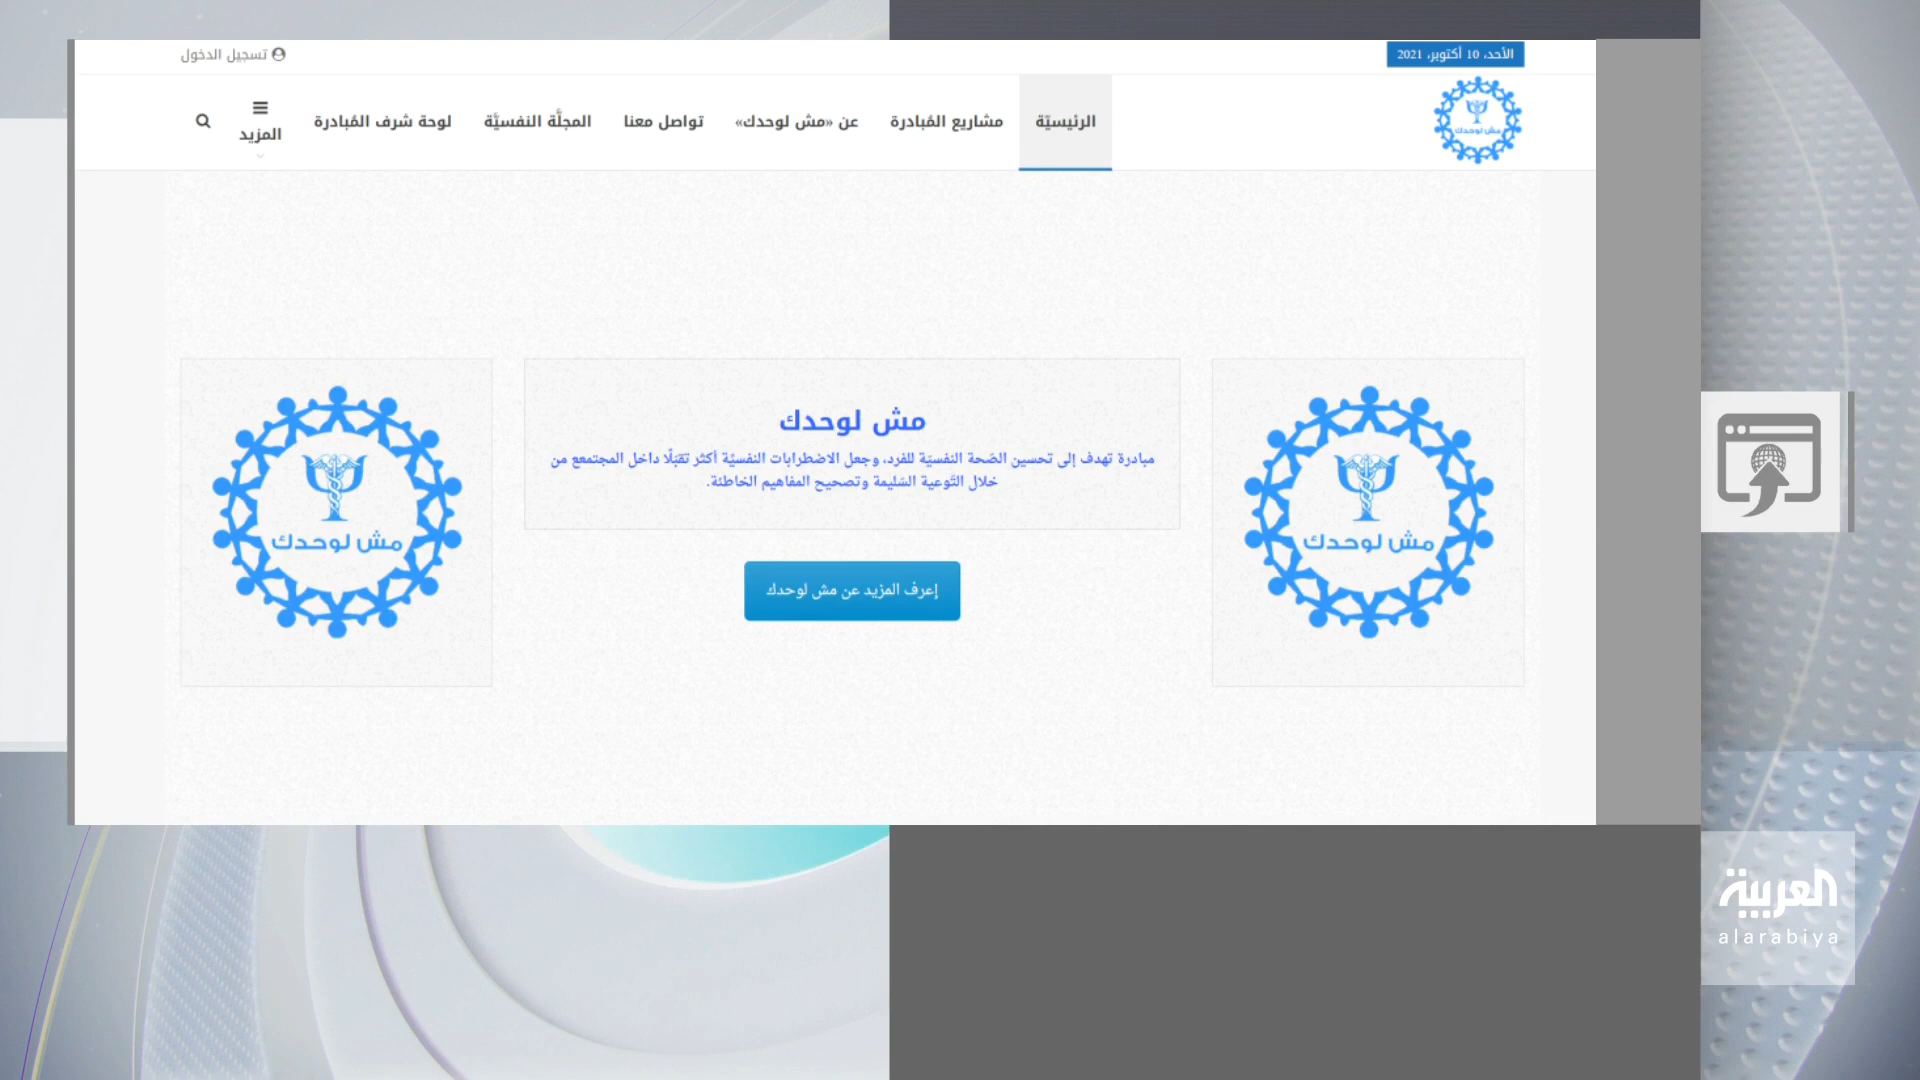 الأحد، 10 أكتوبر، 2021
تسجيل الدخول
مش لوحدك
الرئيسيّة
مشاريع المُبادرة
عن «مش لوحدك»
تواصل معنا
المجلَّة النفسيَّة
لوحة شرف المُبادرة
المزيد
مش لوحدك
مش لوحدك
مبادرة تهدف إلى تحسين الصّحة النفسيّة للفرد، وجعل الاضطرابات النفسيّة أكثر تقبّلًا داخل المجتمعع من
خلال التّوعية السّليمة وتصحيح المفاهيم الخاطئة.
إعرف المزيد عن مش لوحدك
مش لوحدك
العربية
alarabiya